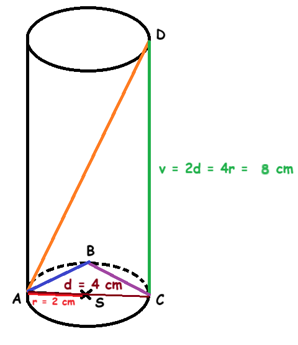 D
v = 2d = 4r = 8 cm
B
d = 4 cm
A
r = 2 cm
S
C